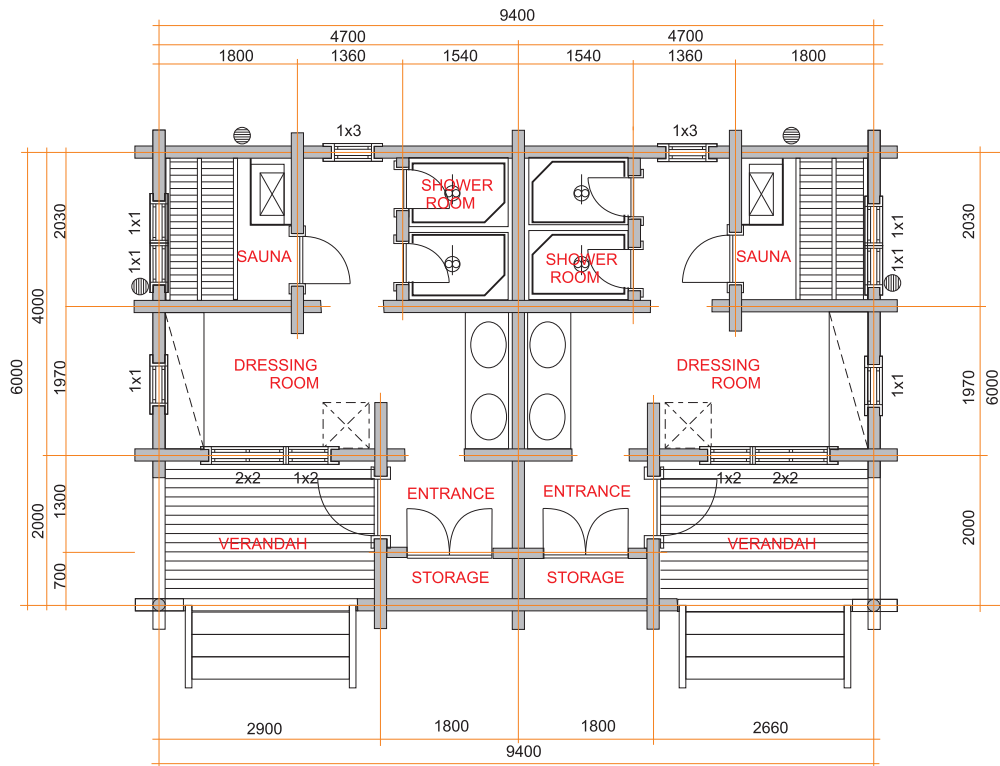 9400
4700 4700
1800 1360 1540 1540 1360 1800
1x3 1x3
SHOWER
ROOM
2030 1x1 1x1 2030
1x1 SAUNA SHOWER
ROOM SAUNA 1x1
4000
6000 1970 1x1 DRESSING
ROOM DRESSING
ROOM 1x1 1970 6000
2x2 1x2 1x2 2x2
ENTRANCE ENTRANCE
2000 1300 2000
VERANDAH VERANDAH
700 STORAGE STORAGE
2900 1800 1800 2660
9400